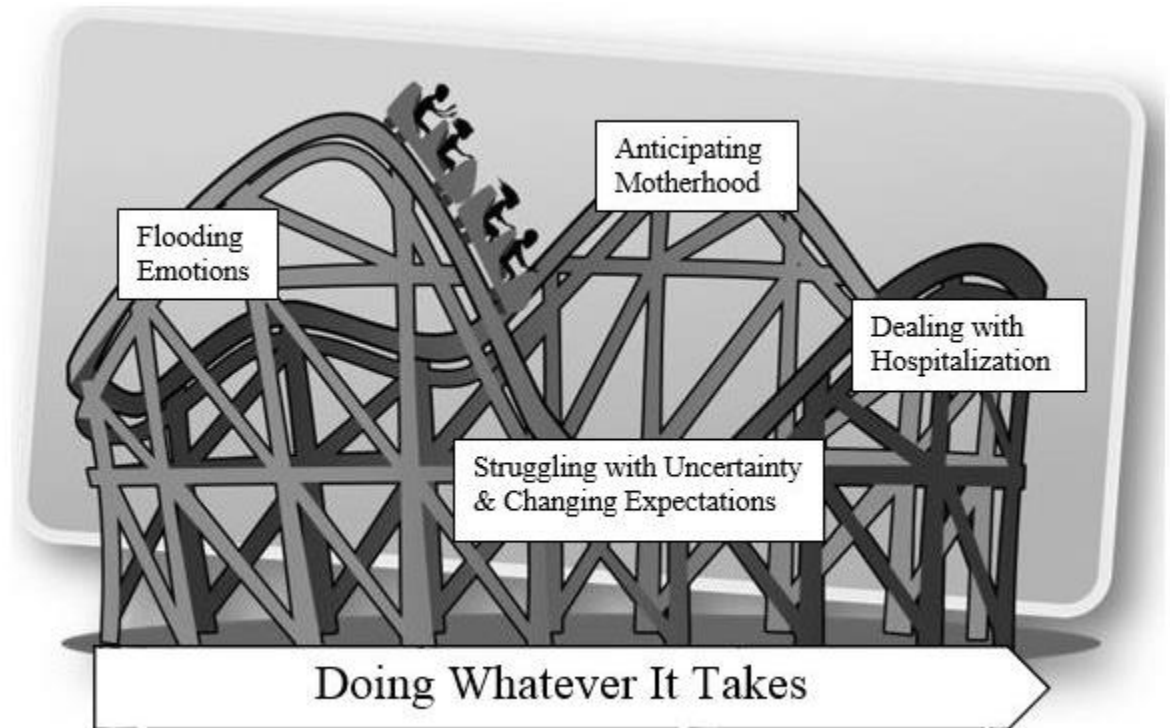 Anticipating
Motherhood
Flooding
Emotions
Dealing with
Hospitalization
Struggling with Uncertainty
& Changing Expectations
Doing Whatever It Takes